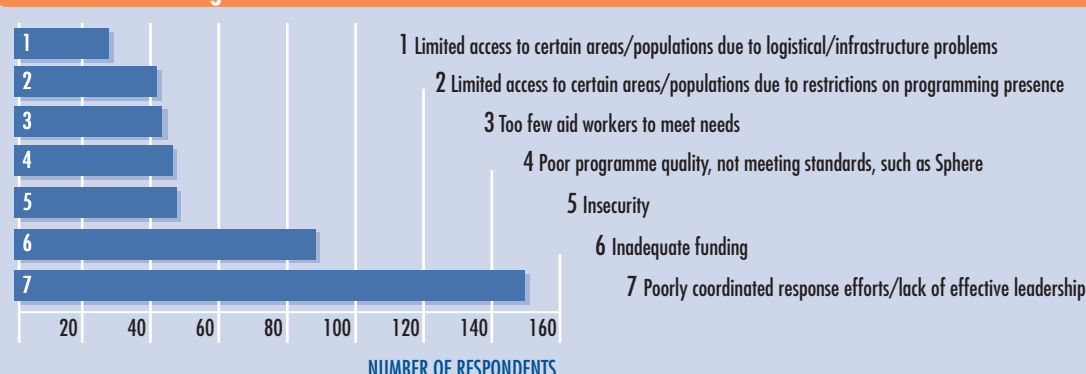 1
1 Limited access to certain areas/populations due to logistical/infrastructure problems
2
2 Limited access to certain areas/populations due to restrictions on programming presence
3
3 Too few aid workers to meet needs
4
4 Poor programme quality, not meeting standards, such as Sphere
5
5 Insecurity
6
6 Inadequate funding
7
7 Poorly coordinated response efforts/lack of effective leadership
20 40 60 80 100 120 140 160
NUMBER OF RESPONDENTS